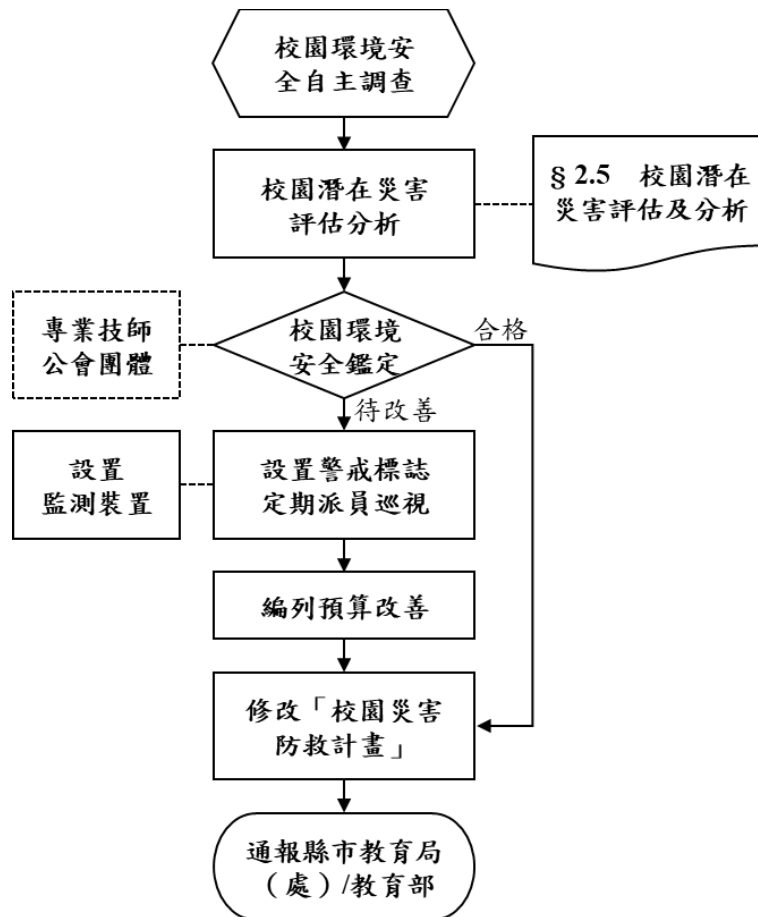 校園環境安
全自主調查
校園潛在災害
評估分析
§ 2.5 校園潛在
災害評估及分析
專業技師
公會團體
校園環境
安全鑑定
合格
待改善
設置
監測裝置
設置警戒標誌
定期派員巡視
編列預算改善
修改「校園災害
防救計畫」
通報縣市教育局
（處）/教育部